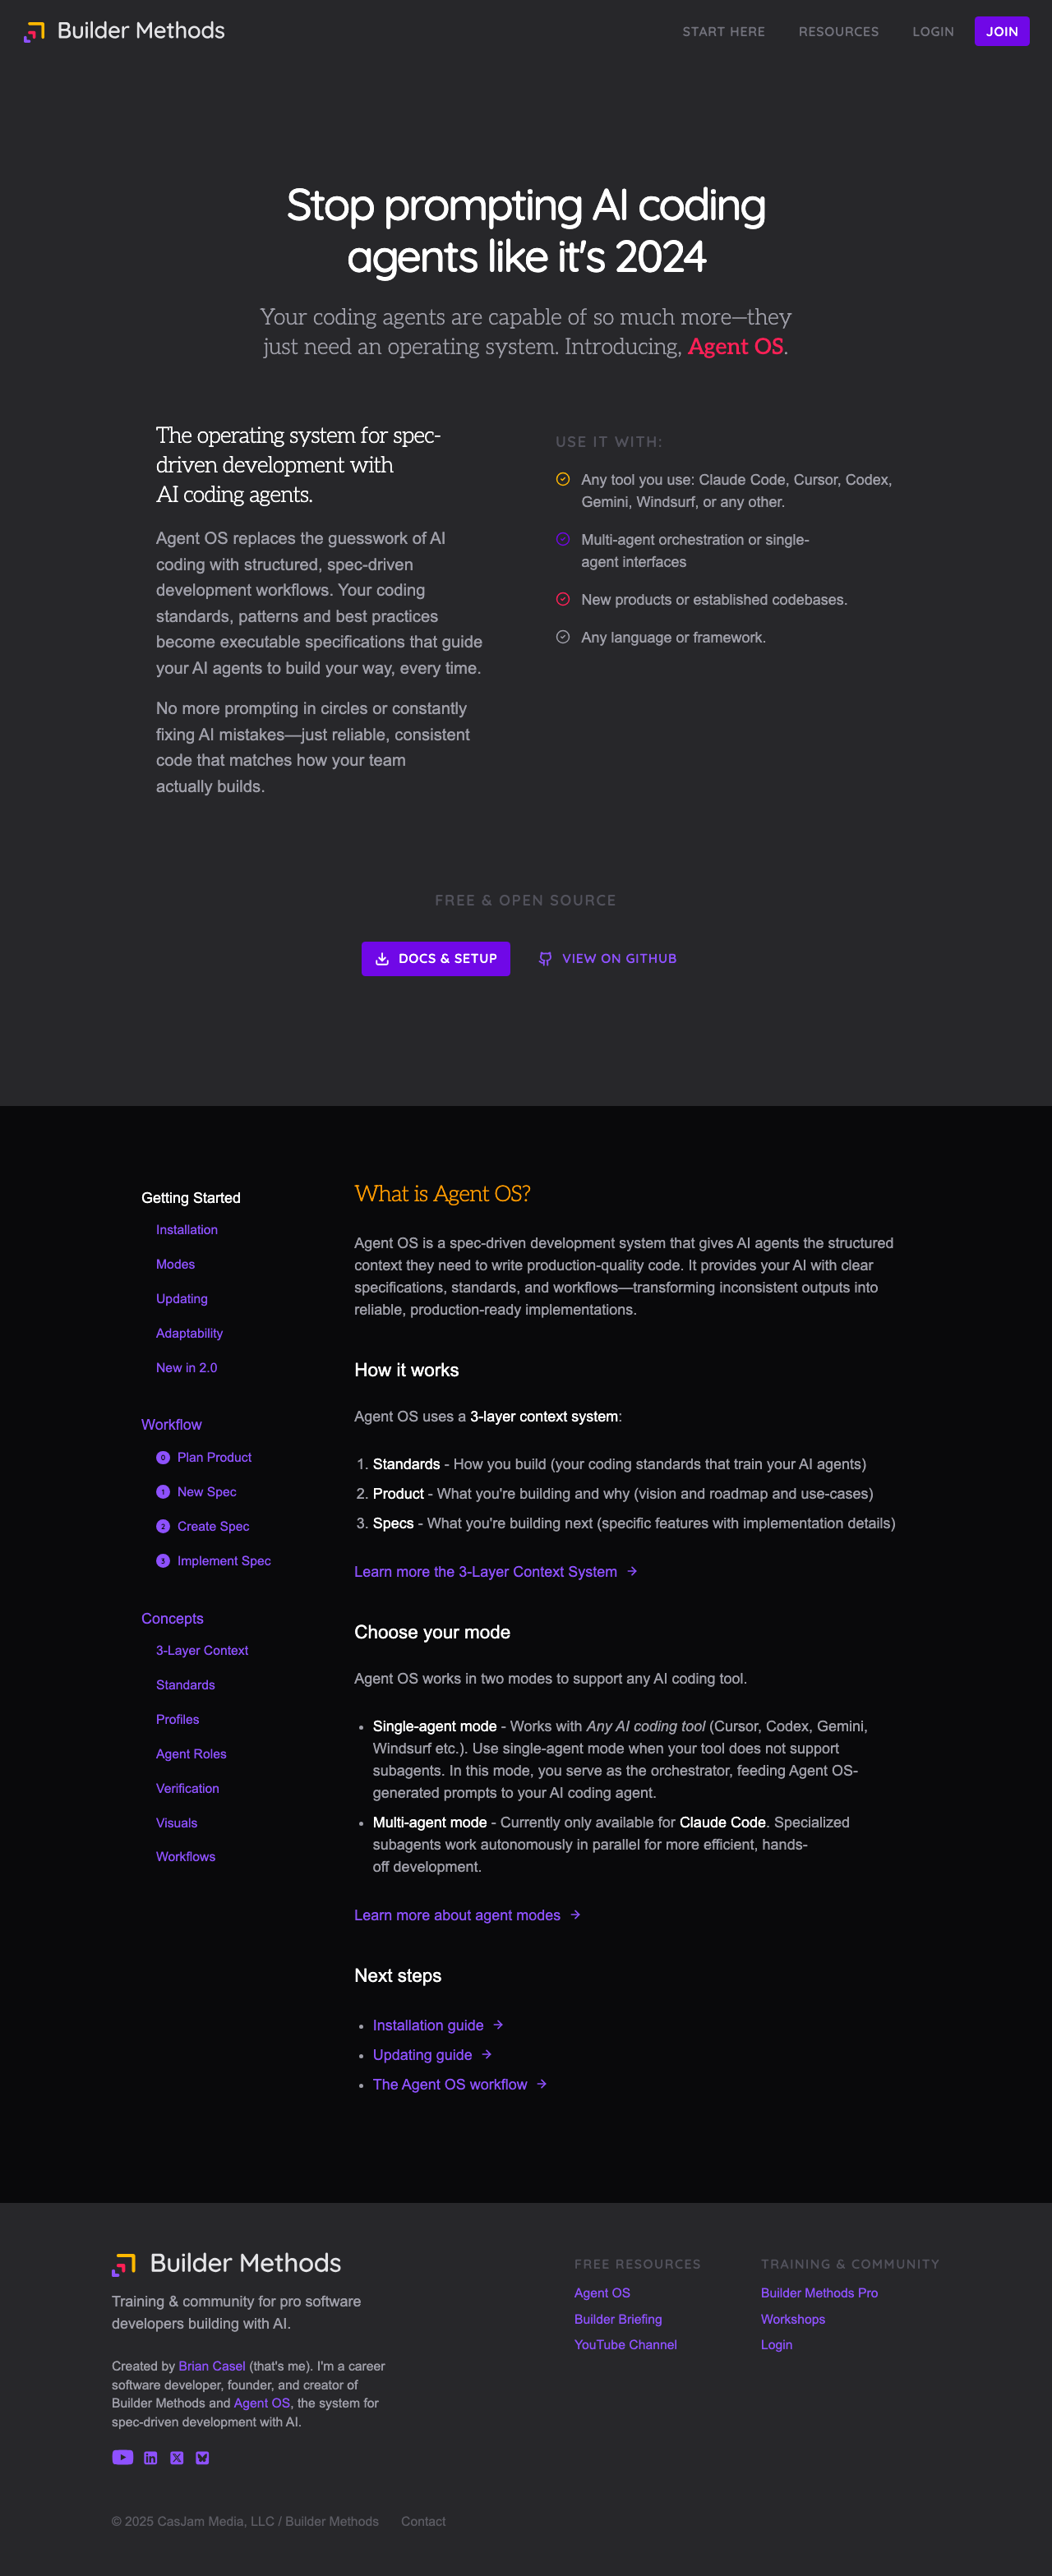 Builder Methods
START HERE
RESOURCES
LOGIN
JOIN
Stop prompting AI coding
agents like it's 2024
Your coding agents are capable of so much more—they
just need an operating system. Introducing, Agent OS.
The operating system for spec-
driven development with
AI coding agents.
Agent OS replaces the guesswork of AI
coding with structured, spec-driven
development workflows. Your coding
standards, patterns and best practices
become executable specifications that guide
your AI agents to build your way, every time.
No more prompting in circles or constantly
fixing AI mistakes—just reliable, consistent
code that matches how your team
actually builds.
USE IT WITH:
Any tool you use: Claude Code, Cursor, Codex,
Gemini, Windsurf, or any other.
Multi-agent orchestration or single-
agent interfaces
New products or established codebases.
Any language or framework.
FREE & OPEN SOURCE
DOCS & SETUP
VIEW ON GITHUB
Getting Started
Installation
Modes
Updating
Adaptability
New in 2.0
Workflow
0 Plan Product
1 New Spec
2 Create Spec
3 Implement Spec
Concepts
3-Layer Context
Standards
Profiles
Agent Roles
Verification
Visuals
Workflows
What is Agent OS?
Agent OS is a spec-driven development system that gives AI agents the structured
context they need to write production-quality code. It provides your AI with clear
specifications, standards, and workflows—transforming inconsistent outputs into
reliable, production-ready implementations.
How it works
Agent OS uses a 3-layer context system:
1. Standards - How you build (your coding standards that train your AI agents)
2. Product - What you're building and why (vision and roadmap and use-cases)
3. Specs - What you're building next (specific features with implementation details)
Learn more the 3-Layer Context System →
Choose your mode
Agent OS works in two modes to support any AI coding tool.
• Single-agent mode - Works with Any AI coding tool (Cursor, Codex, Gemini,
Windsurf etc.). Use single-agent mode when your tool does not support
subagents. In this mode, you serve as the orchestrator, feeding Agent OS-
generated prompts to your AI coding agent.
• Multi-agent mode - Currently only available for Claude Code. Specialized
subagents work autonomously in parallel for more efficient, hands-
off development.
Learn more about agent modes →
Next steps
• Installation guide →
• Updating guide →
• The Agent OS workflow →
Builder Methods
Training & community for pro software
developers building with AI.
Created by Brian Casel (that's me). I'm a career
software developer, founder, and creator of
Builder Methods and Agent OS, the system for
spec-driven development with AI.
FREE RESOURCES
Agent OS
Builder Briefing
YouTube Channel
TRAINING & COMMUNITY
Builder Methods Pro
Workshops
Login
© 2025 CasJam Media, LLC / Builder Methods
Contact